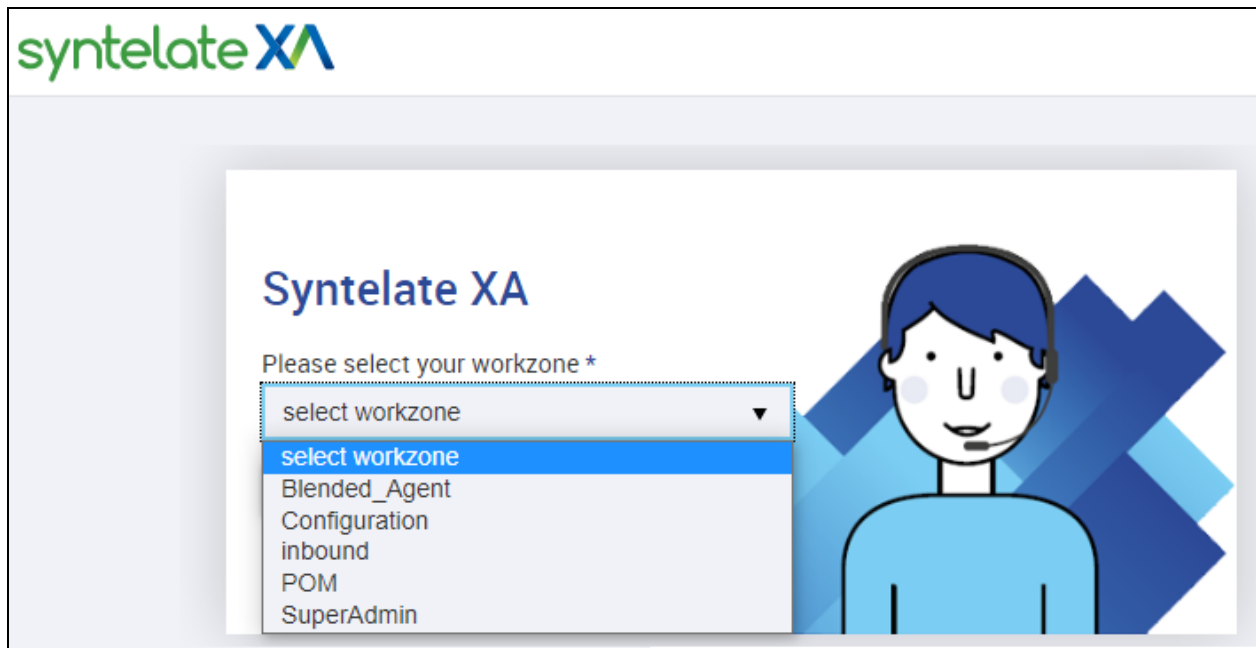 syntelate XA
Syntelate XA
Please select your workzone *
select workzone
select workzone
Blended_Agent
Configuration
inbound
POM
SuperAdmin